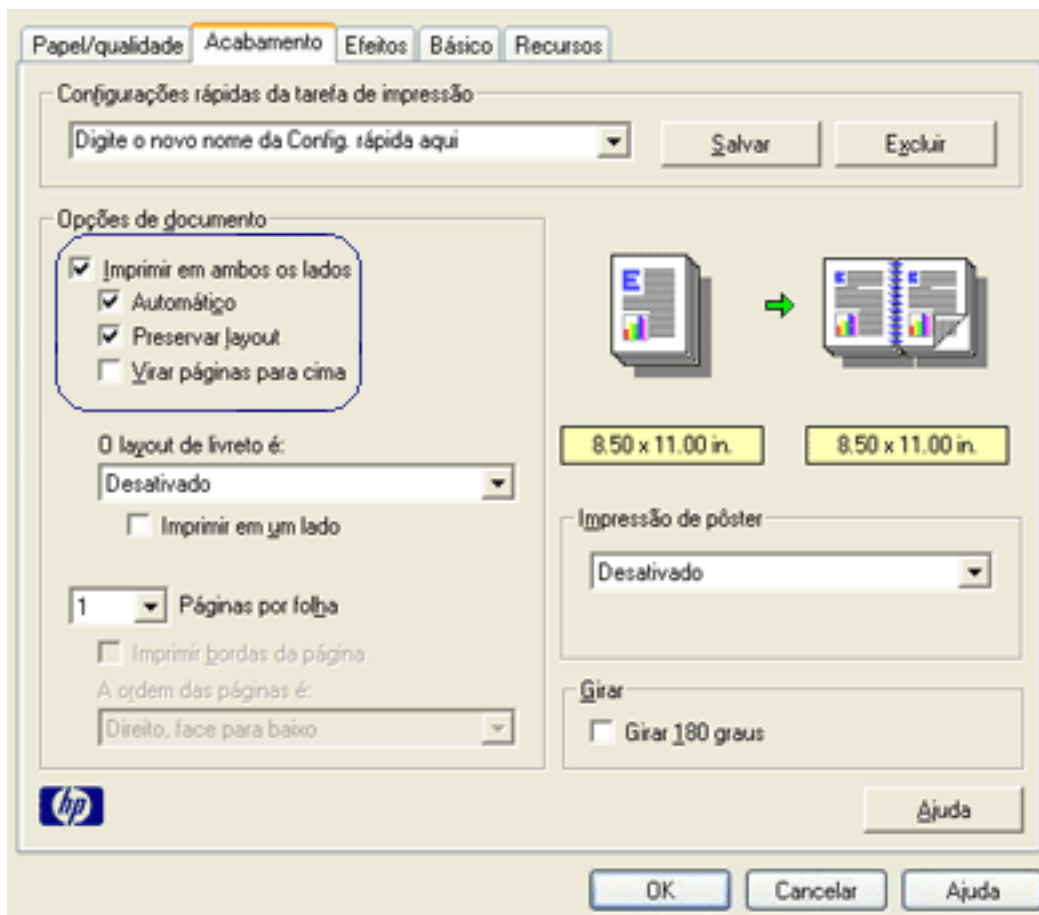 Papel/qualidade Acabamento Efeitos Básico Recursos
Configurações rápidas da tarefa de impressão
Digite o novo nome da Config. rápida aqui Salvar Excluir
Opções de documento
Imprimir em ambos os lados
Automático
Preservar layout
Virar páginas para cima
O layout de livreto é:
Desativado
Imprimir em um lado
1 Páginas por folha
Imprimir bordas da página
A ordem das páginas é:
Direito, face para baixo
E
E E
8.50 x 11.00 in. 8.50 x 11.00 in.
Impressão de pôster
Desativado
Girar
Girar 180 graus
hp
Ajuda
OK Cancelar Ajuda